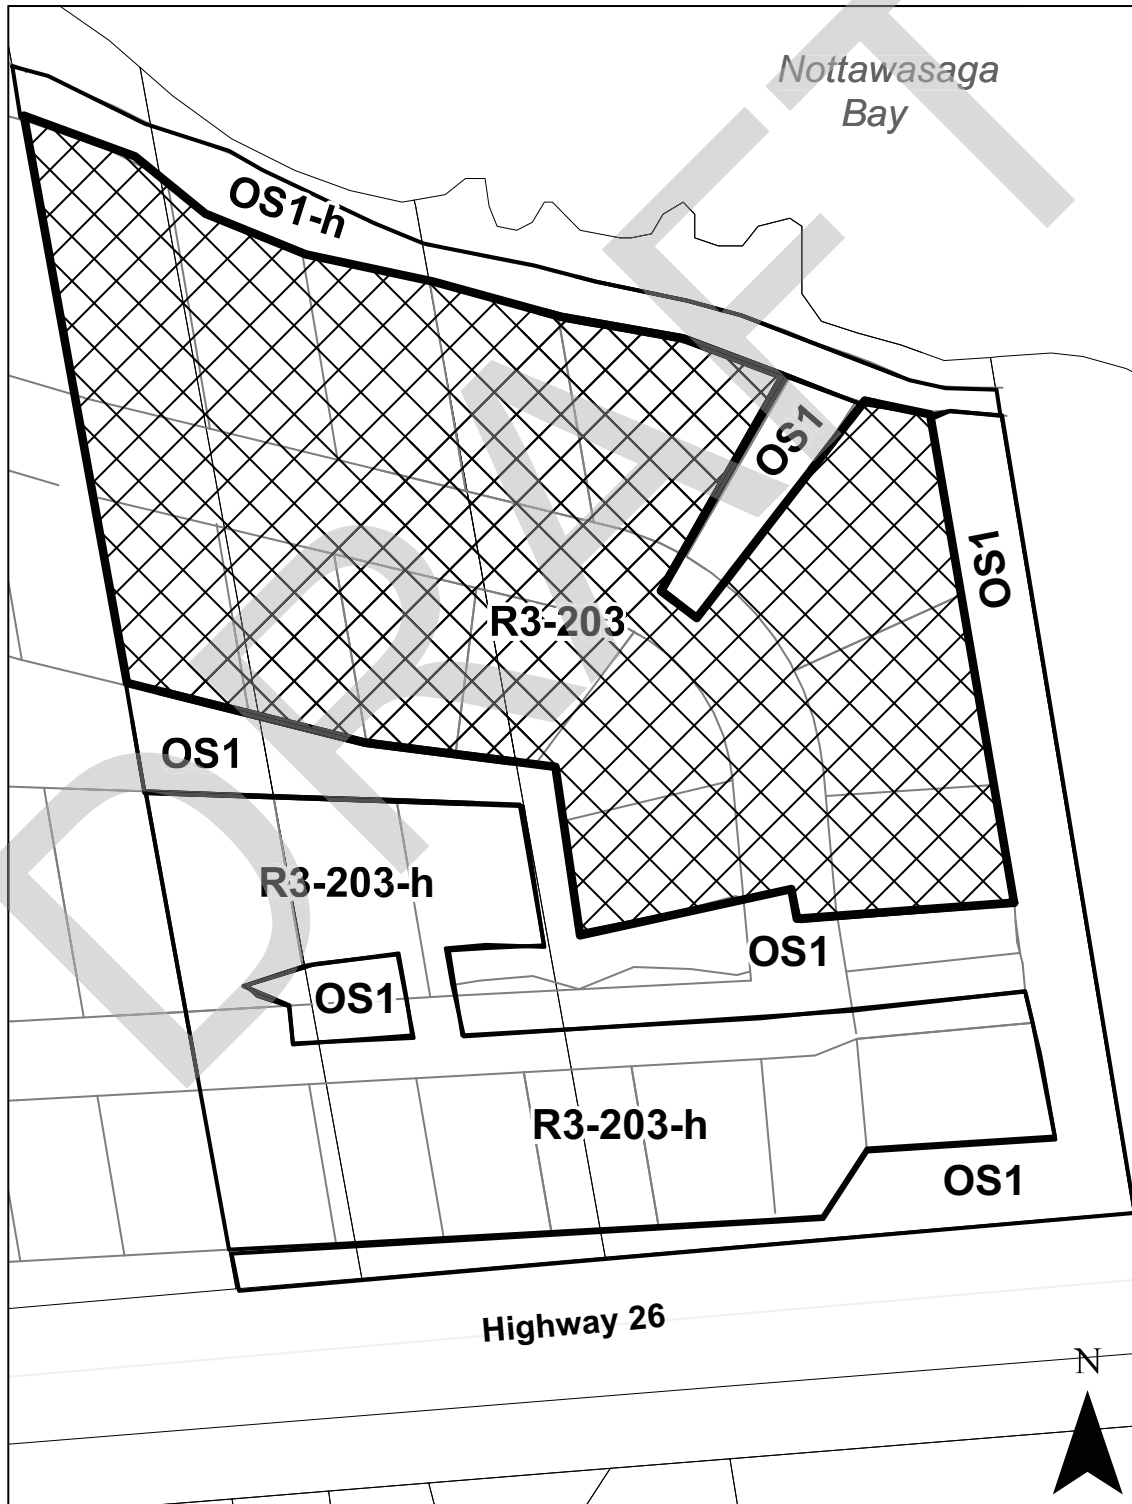 Nottawasaga
Bay
OS1-h
OS1
OS1
R3-203
OS1
R3-203-h
OS1
OS1
R3-203-h
OS1
Highway 26
N
DRAFT